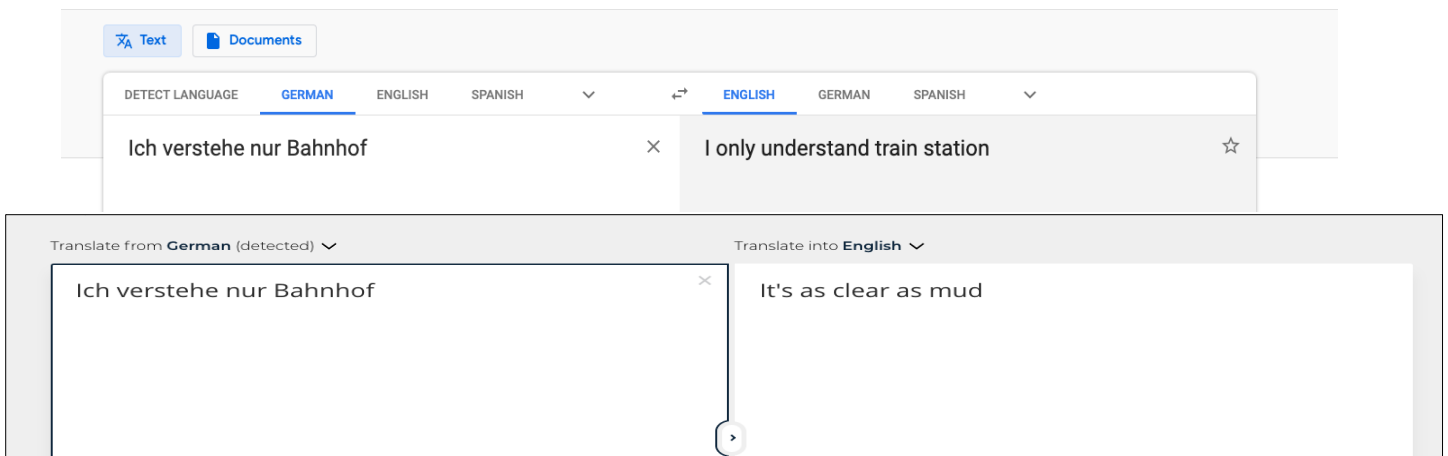 Text Documents
DETECT LANGUAGE GERMAN ENGLISH SPANISH ENGLISH GERMAN SPANISH
Ich verstehe nur Bahnhof I only understand train station
Translate from German (detected) Translate into English
Ich verstehe nur Bahnhof It's as clear as mud